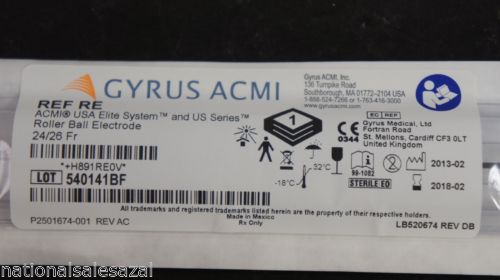 GYRUS ACMI
REF RE
ACMI® USA Elite System™ and US Series™
Roller Ball Electrode
24/26 Fr
*+H891RE0V*
LOT 540141BF
Gyrus ACMI, Inc.
136 Turnpike Road
Southborough, MA 01772-2104 USA
1-888-524-7266 or 1-763-416-3000
1
EC REP
Gyrus Medical, Ltd
Fortran Road
St. Mellons, Cardiff CF3 0LT
United Kingdom
CE 0344
-18°C
32°C
99-1082
STERILE EO
2013-02
2018-02
All trademarks and registered trademarks listed herein are the property of their respective holders.
Made in Mexico
Rx Only
P2501674-001 REV AC
LB520674 REV DB
nationalsalesazal